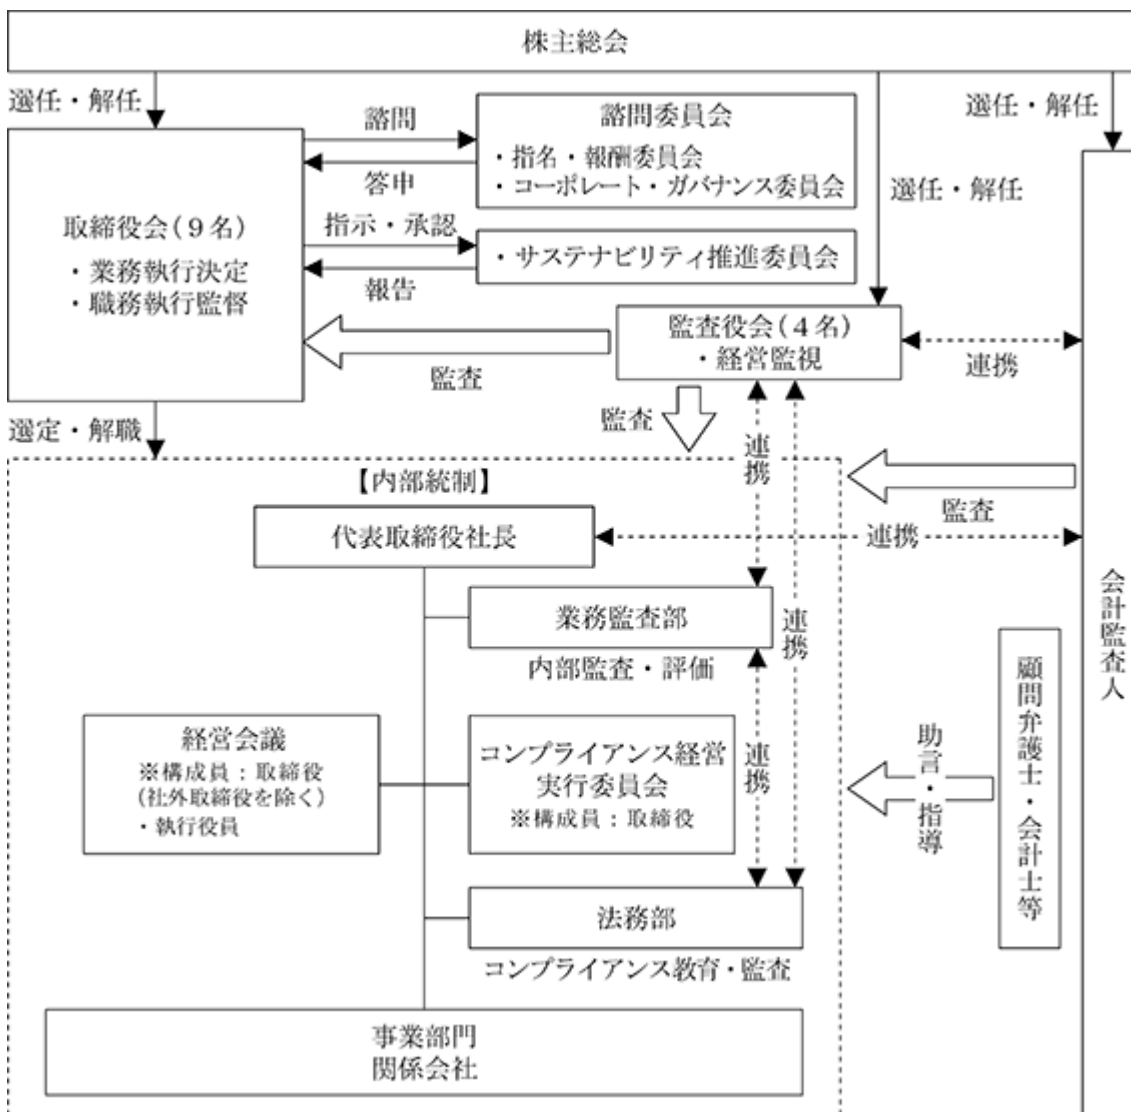 株主総会
選任・解任
選任・解任
選任・解任
諮問
答申
諮問委員会
・指名・報酬委員会
・コーポレート・ガバナンス委員会
取締役会(9名)
・業務執行決定
・職務執行監督
指示・承認
報告
・サステナビリティ推進委員会
監査役会(4名)
・経営監視
連携
監査
監査
選定・解職
連携
監査
【内部統制】
代表取締役社長
連携
業務監査部
内部監査・評価
連携
連携
経営会議
※構成員:取締役
(社外取締役を除く)
・執行役員
コンプライアンス経営
実行委員会
※構成員:取締役
助言・指導
顧問弁護士・会計士等
会計監査人
法務部
コンプライアンス教育・監査
事業部門
関係会社